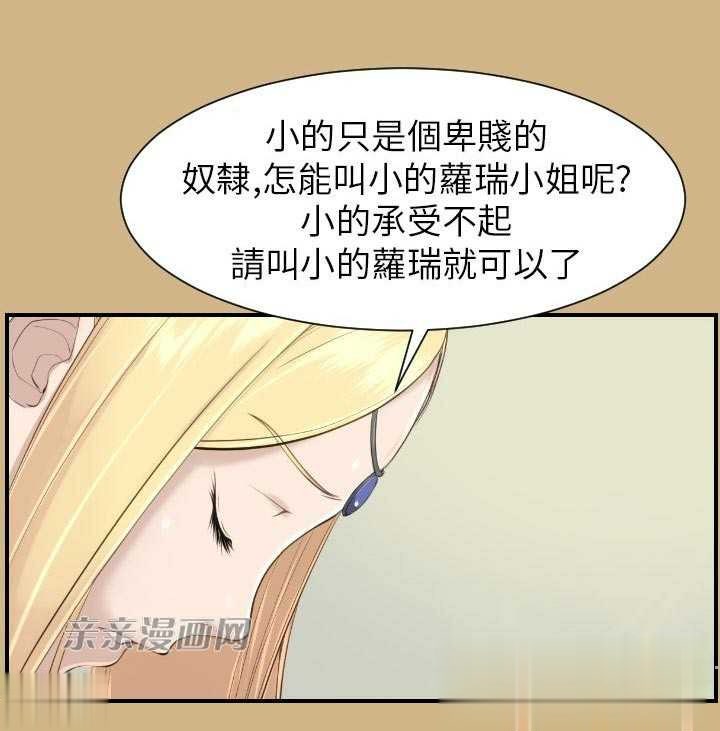 小的只是個卑賤的
奴隸,怎能叫小的蘿瑞小姐呢?
小的承受不起
請叫小的蘿瑞就可以了
亲亲漫画网